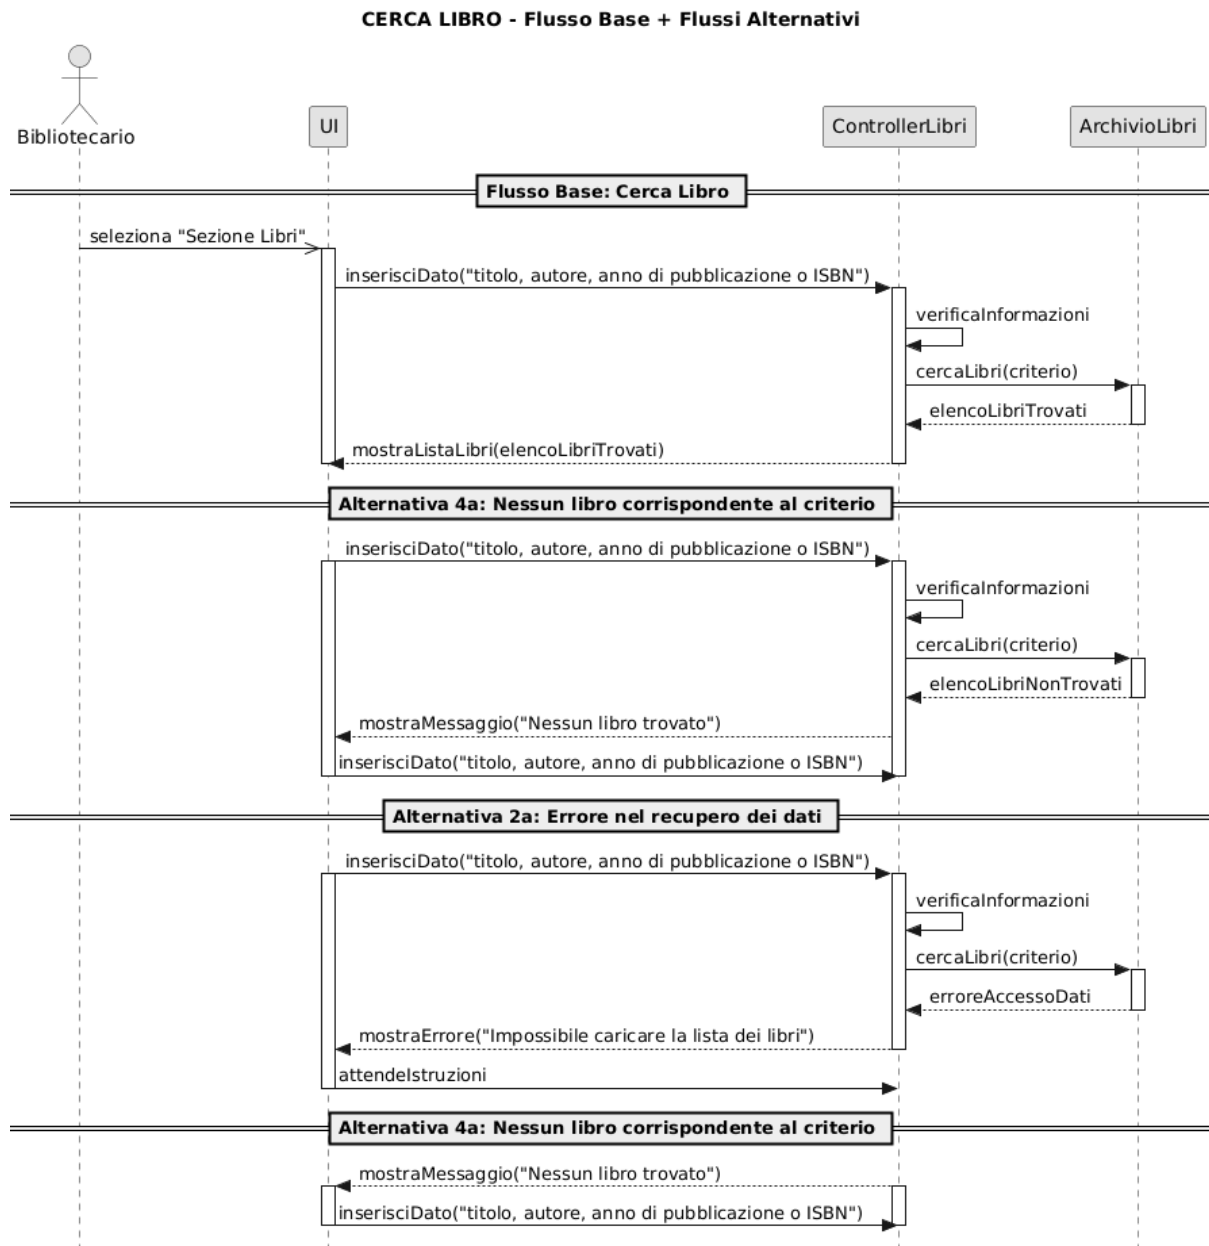 CERCA LIBRO - Flusso Base + Flussi Alternativi
Bibliotecario
UI
ControllerLibri
ArchivioLibri
Flusso Base: Cerca Libro
seleziona "Sezione Libri"
inserisciDato("titolo, autore, anno di pubblicazione o ISBN")
verificaInformazioni
cercaLibri(criterio)
elencoLibriTrovati
mostraListaLibri(elencoLibriTrovati)
Alternativa 4a: Nessun libro corrispondente al criterio
inserisciDato("titolo, autore, anno di pubblicazione o ISBN")
verificaInformazioni
cercaLibri(criterio)
elencoLibriNonTrovati
mostraMessaggio("Nessun libro trovato")
inserisciDato("titolo, autore, anno di pubblicazione o ISBN")
Alternativa 2a: Errore nel recupero dei dati
inserisciDato("titolo, autore, anno di pubblicazione o ISBN")
verificaInformazioni
cercaLibri(criterio)
erroreAccessoDati
mostraErrore("Impossibile caricare la lista dei libri")
attendeIstruzioni
Alternativa 4a: Nessun libro corrispondente al criterio
mostraMessaggio("Nessun libro trovato")
inserisciDato("titolo, autore, anno di pubblicazione o ISBN")